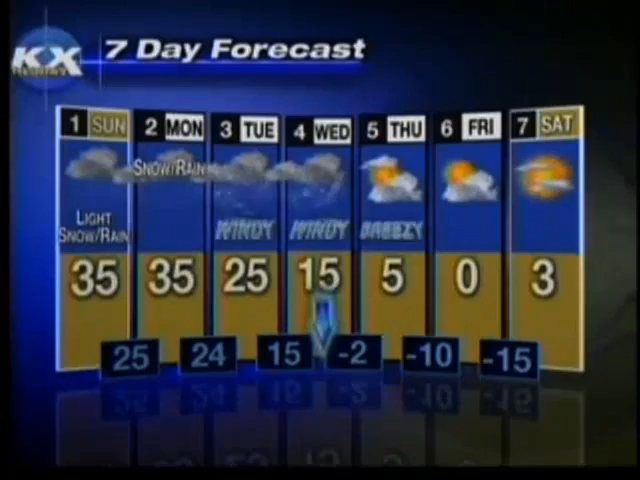 KX
7 Day Forecast
1 SUN
2 MON
3 TUE
4 WED
5 THU
6 FRI
7 SAT
SNOW/RAIN
LIGHT
SNOW/RAIN
WINDY
WINDY
BREEZY
35
35
25
15
5
0
3
25
24
15
-2
-10
-15